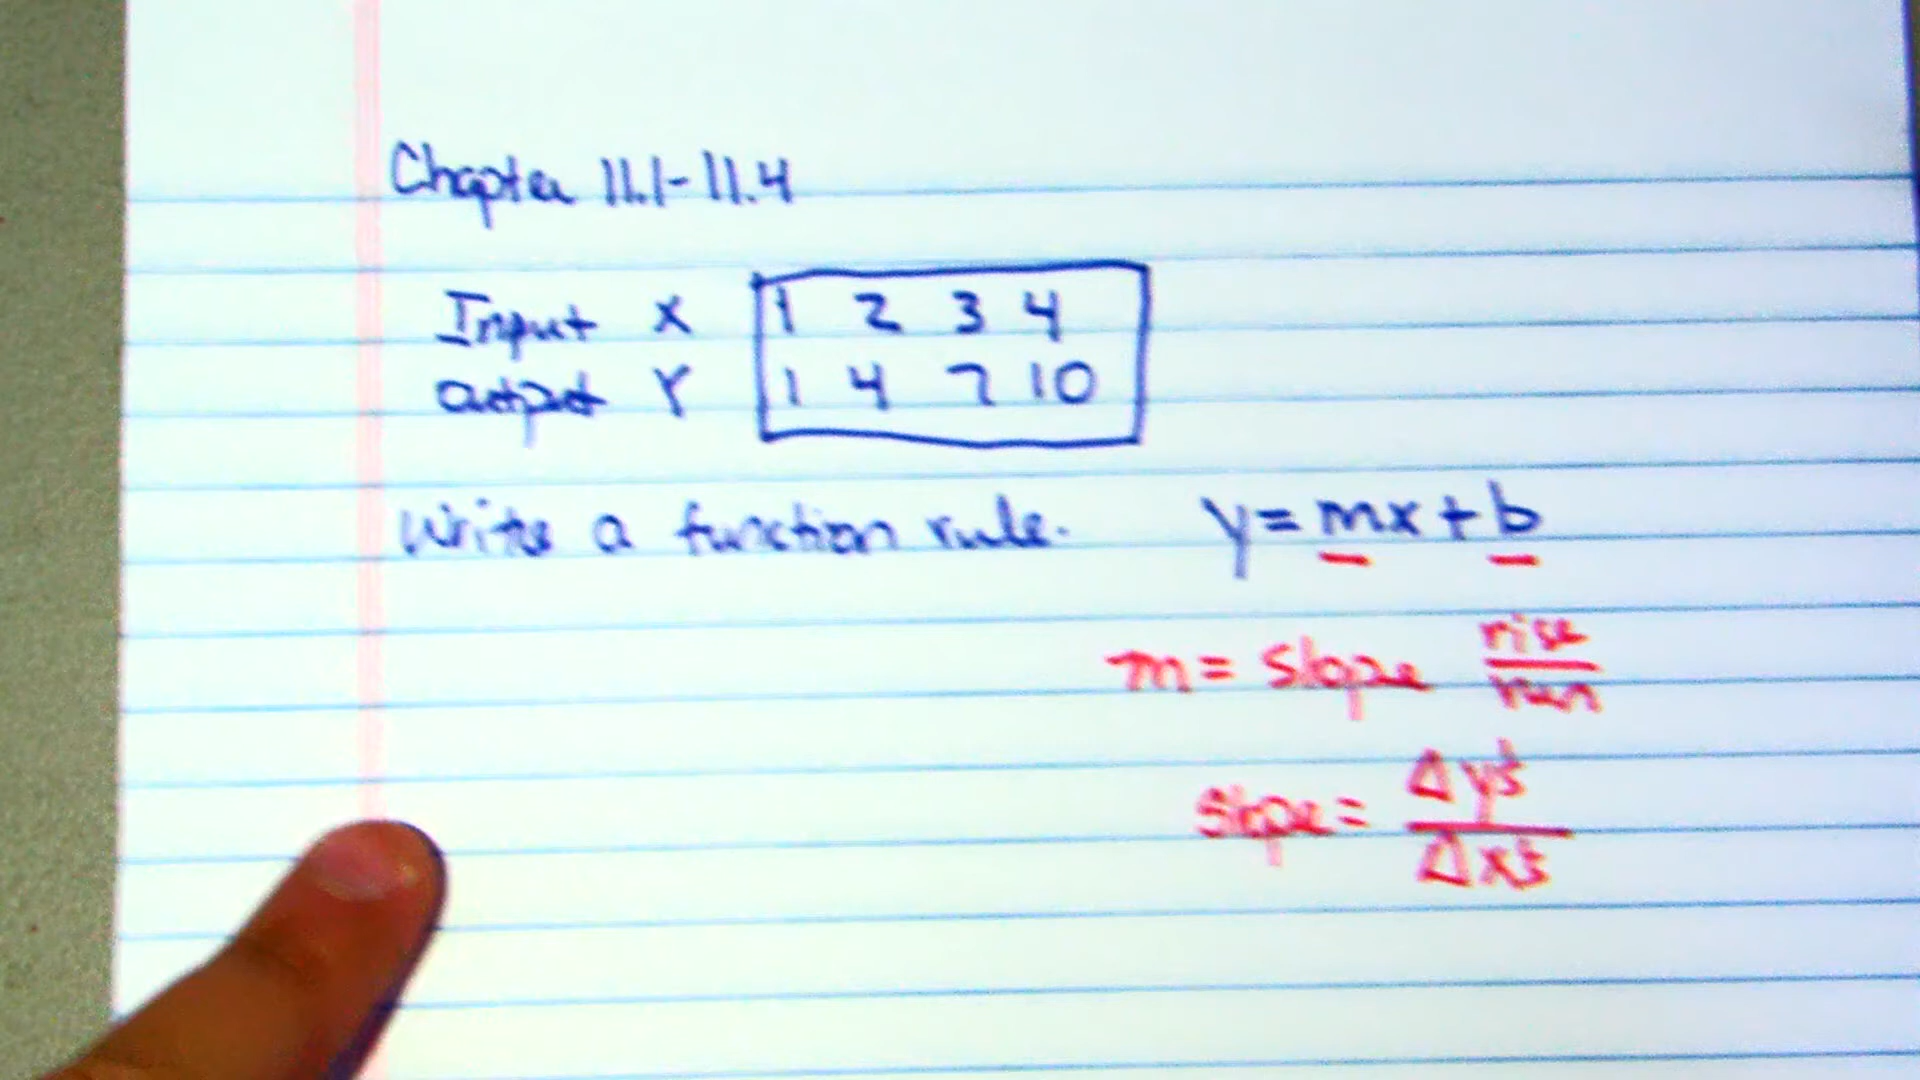 Chapter 11.1-11.4
Input X 1 2 3 4
Output Y 1 4 7 10
Write a function rule. y=mx+b
m= slope rise/run
slope= Δy's/Δx's